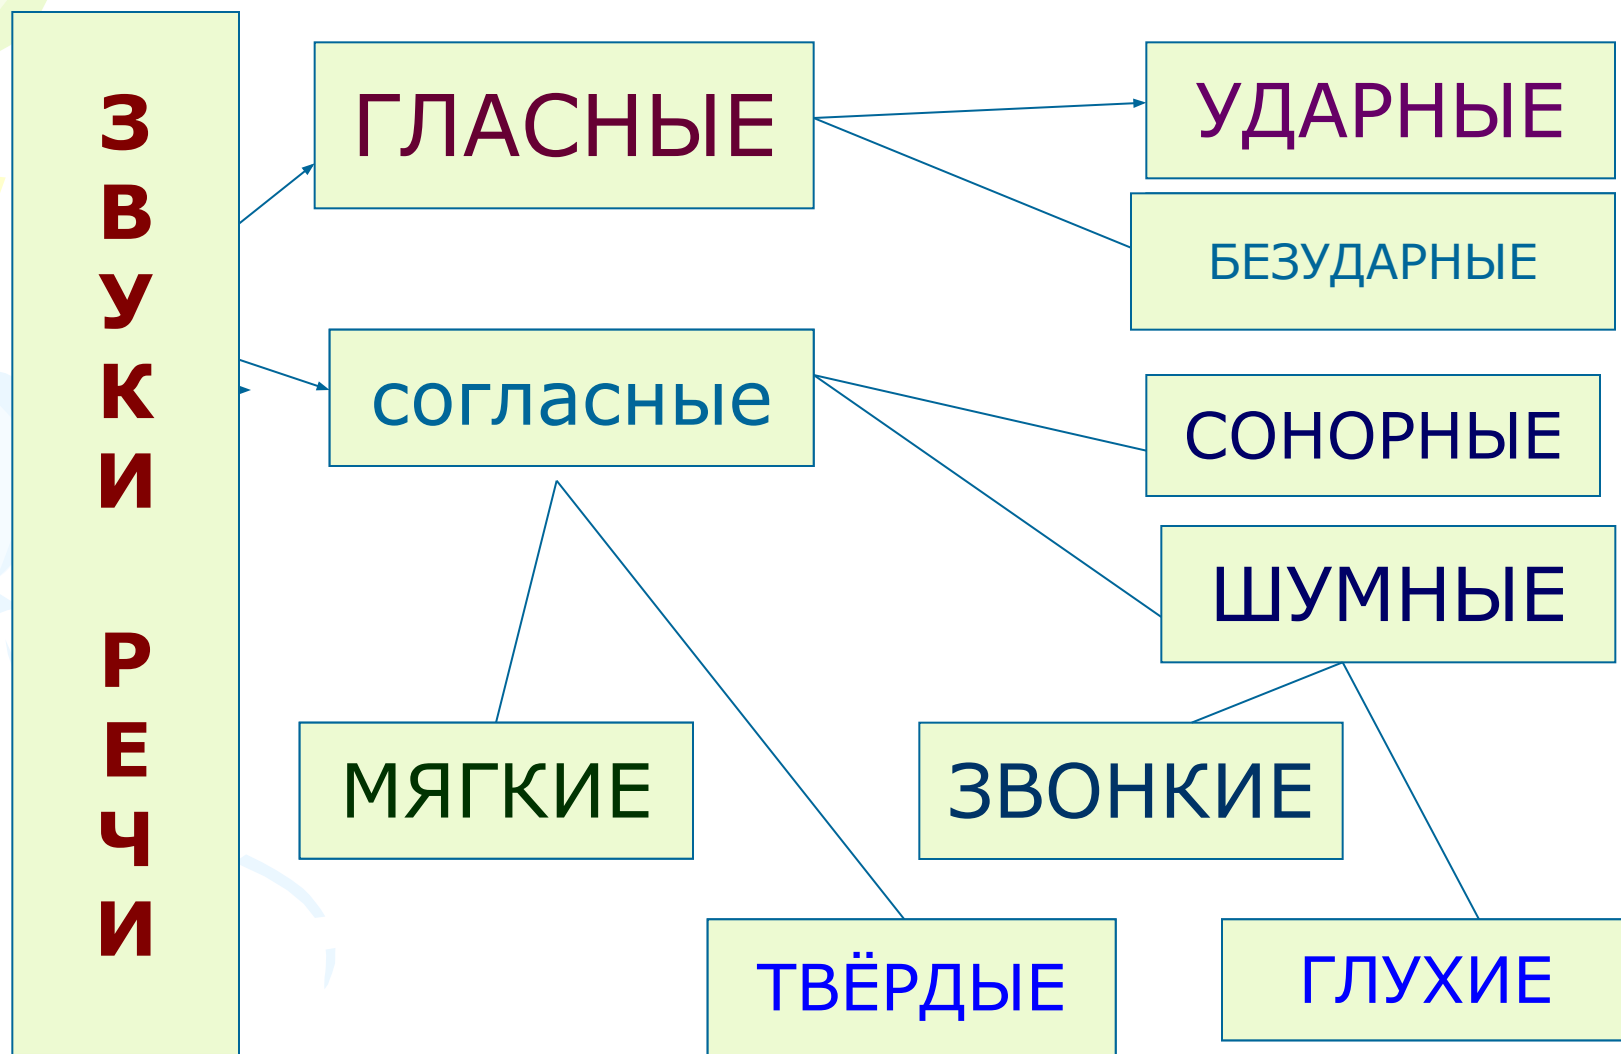 ЗВУКИ РЕЧИ
ГЛАСНЫЕ
УДАРНЫЕ
БЕЗУДАРНЫЕ
согласные
СОНОРНЫЕ
ШУМНЫЕ
МЯГКИЕ
ЗВОНКИЕ
ТВЁРДЫЕ
ГЛУХИЕ